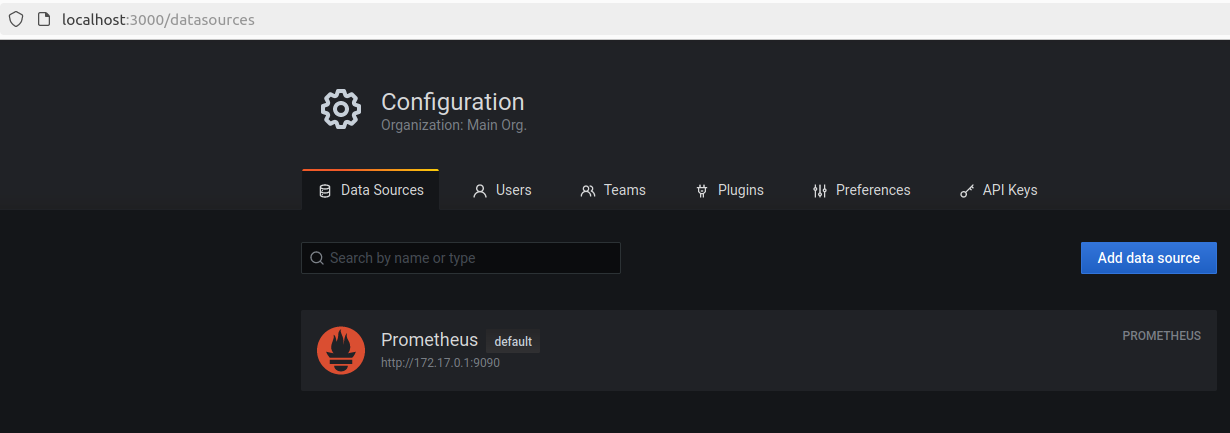 localhost:3000/datasources
Configuration
Organization: Main Org.
Data Sources Users Teams Plugins Preferences API Keys
Search by name or type Add data source
Prometheus default PROMETHEUS
http://172.17.0.1:9090